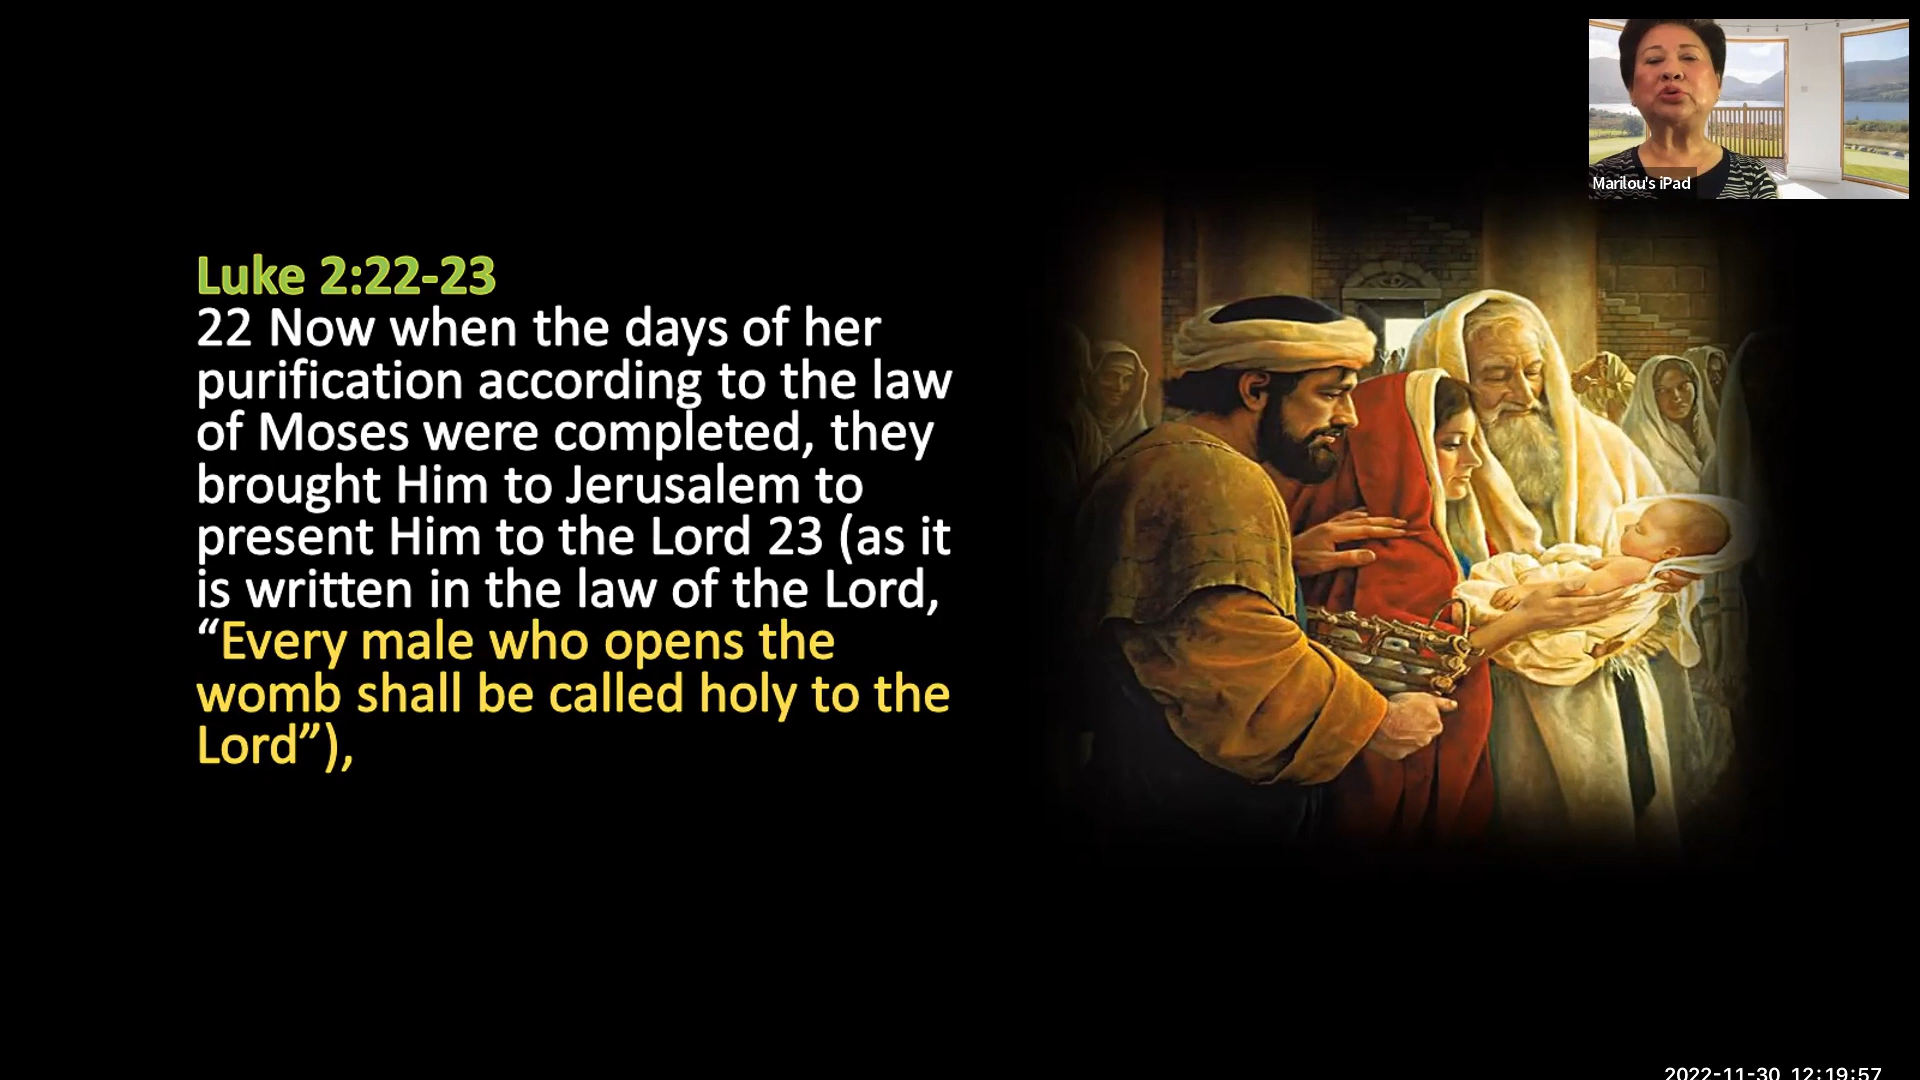 Marilou's iPad
Luke 2:22-23
22 Now when the days of her
purification according to the law
of Moses were completed, they
brought Him to Jerusalem to
present Him to the Lord 23 (as it
is written in the law of the Lord,
“Every male who opens the
womb shall be called holy to the
Lord”),
2022-11-30 12:19:57